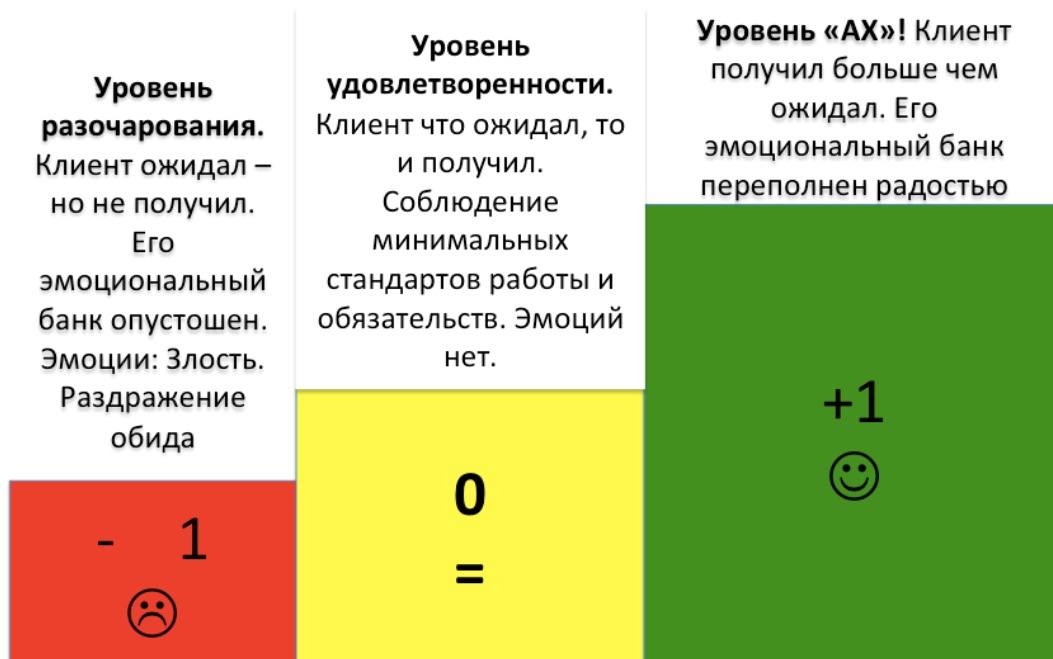 Уровень
разочарования.
Клиент ожидал –
но не получил.
Его
эмоциональный
банк опустошен.
Эмоции: Злость.
Раздражение
обида
- 1
Уровень
удовлетворенности.
Клиент что ожидал, то
и получил.
Соблюдение
минимальных
стандартов работы и
обязательств. Эмоций
нет.
0
=
Уровень «АХ»! Клиент
получил больше чем
ожидал. Его
эмоциональный банк
переполнен радостью
+1